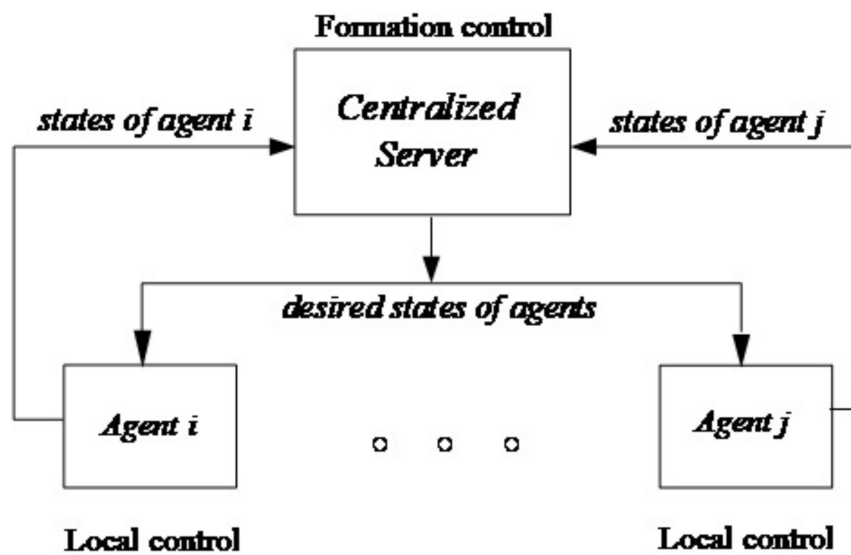 Formation control
Centralized
Server
states of agent i
states of agent j
desired states of agents
Agent i
Agent j
Local control
Local control